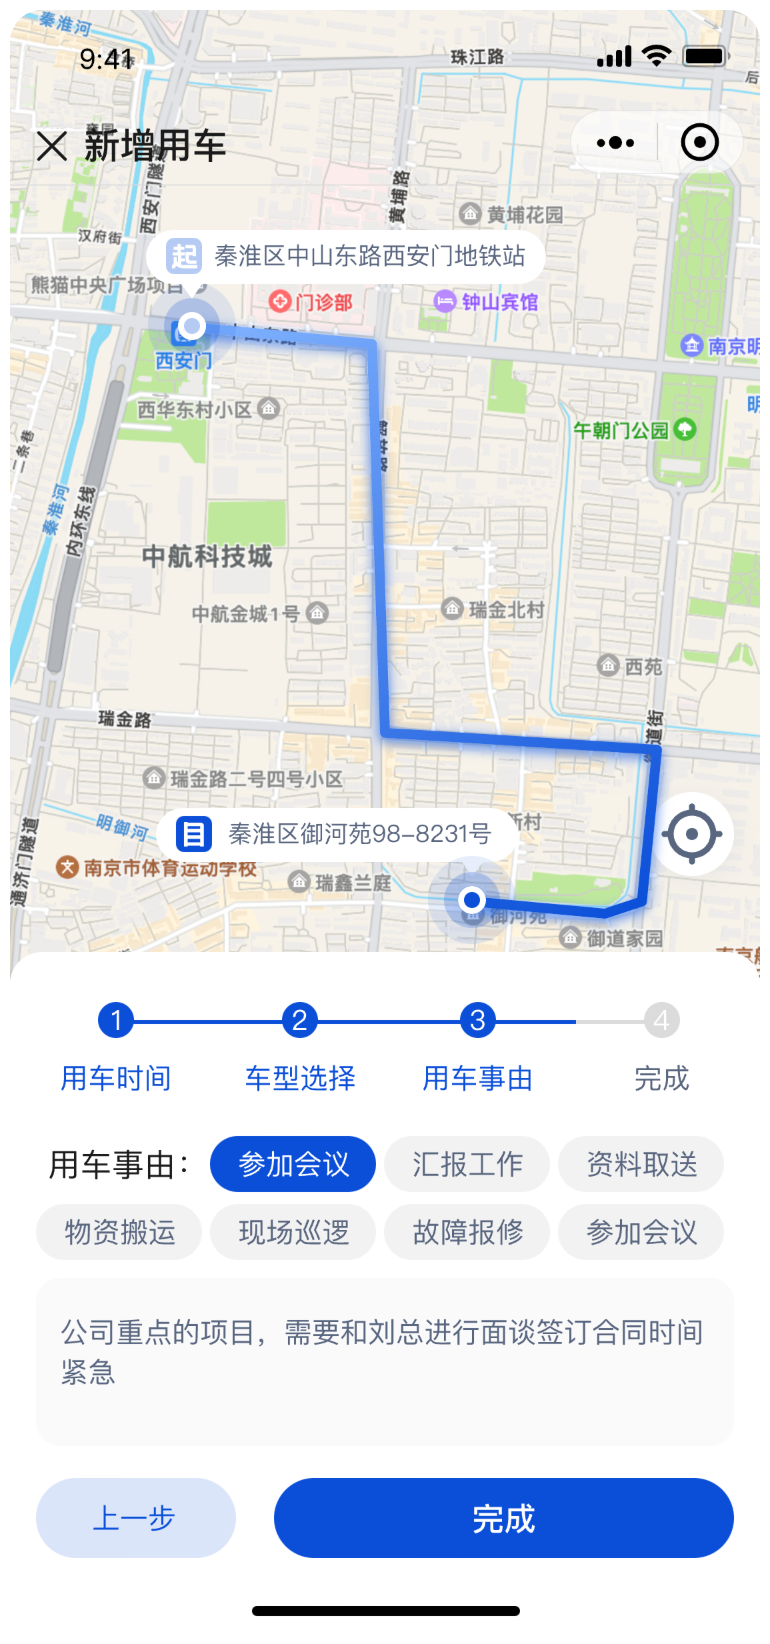 秦淮河
9:41
珠江路
新增用车
西安门隧道
黄埔路
黄埔花园
汉府街
起 秦淮区中山东路西安门地铁站
熊猫中央广场项目
门诊部
钟山宾馆
中山东路
西安门
南京明
西华东村小区
午朝门公园
明
二条巷
秦淮河
内环东线
中航科技城
中航金城1号
瑞金北村
西苑
瑞金路
道街
瑞金路二号四号小区
明御河
目 秦淮区御河苑98-8231号
新村
通济门隧道
南京市体育运动学校
瑞鑫兰庭
御河苑
御道家园
1 2 3 4
用车时间 车型选择 用车事由 完成
用车事由： 参加会议 汇报工作 资料取送
物资搬运 现场巡逻 故障报修 参加会议
公司重点的项目，需要和刘总进行面谈签订合同时间
紧急
上一步 完成